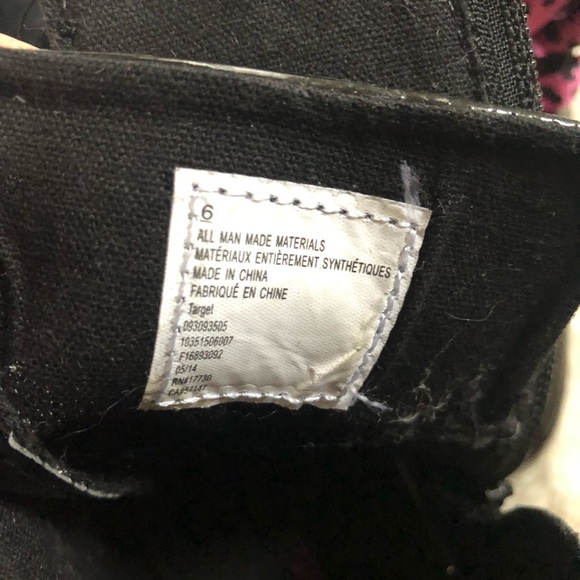 6
ALL MAN MADE MATERIALS
MATÉRIAUX ENTIÈREMENT SYNTHÉTIQUES
MADE IN CHINA
FABRIQUÉ EN CHINE
Target
093093505
10351506007
F16893092
05/14
RN#17730